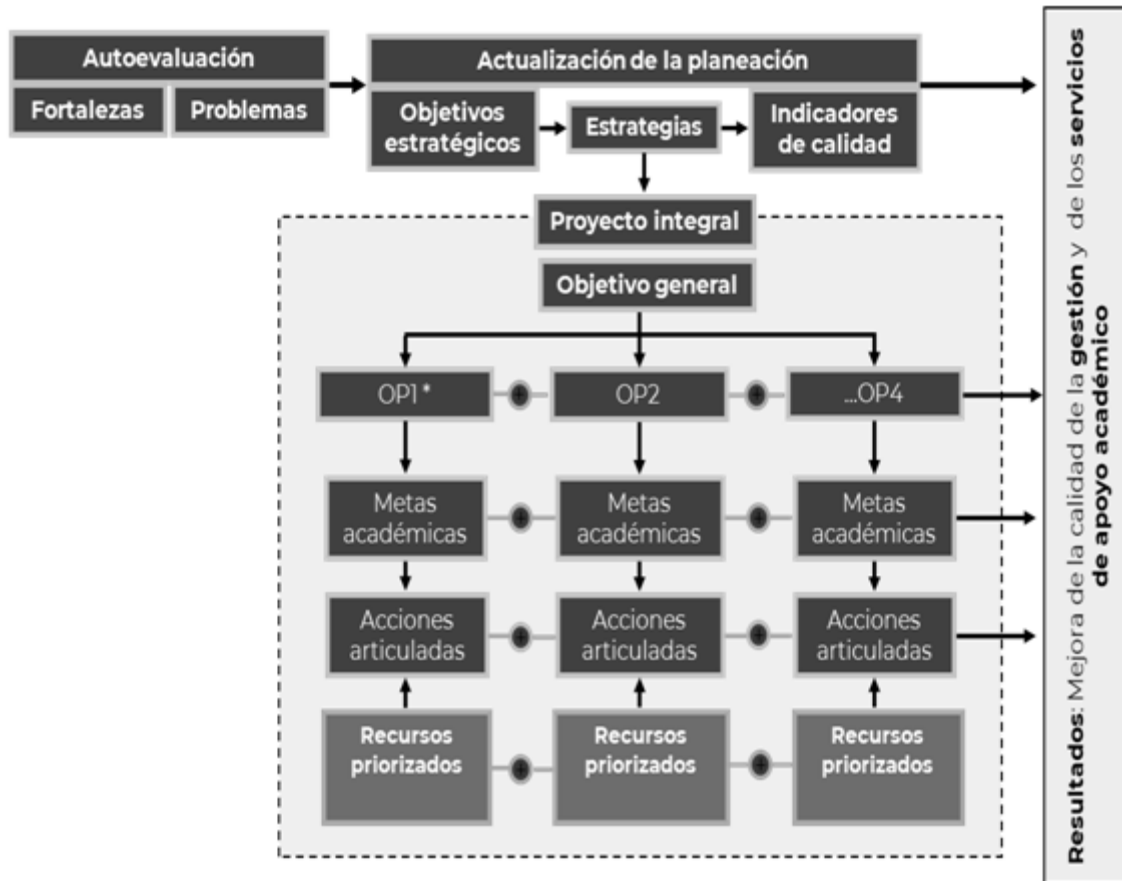 Autoevaluación
Fortalezas
Problemas
Actualización de la planeación
Objetivos
estratégicos
Estrategias
Indicadores
de calidad
Proyecto integral
Objetivo general
OP1 *
OP2
...OP4
Metas
académicas
Metas
académicas
Metas
académicas
Acciones
articuladas
Acciones
articuladas
Acciones
articuladas
Recursos
priorizados
Recursos
priorizados
Recursos
priorizados
Resultados: Mejora de la calidad de la gestión y de los servicios
de apoyo académico